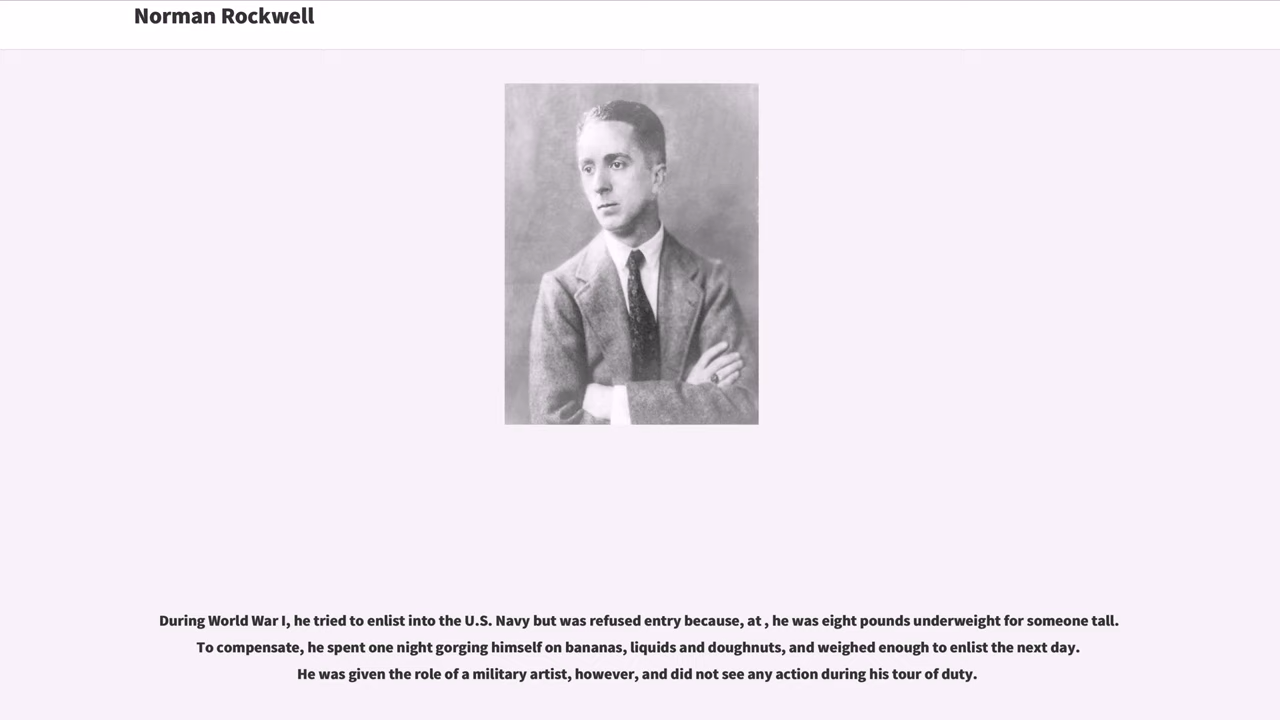 Norman Rockwell
During World War I, he tried to enlist into the U.S. Navy but was refused entry because, at , he was eight pounds underweight for someone tall.
To compensate, he spent one night gorging himself on bananas, liquids and doughnuts, and weighed enough to enlist the next day.
He was given the role of a military artist, however, and did not see any action during his tour of duty.